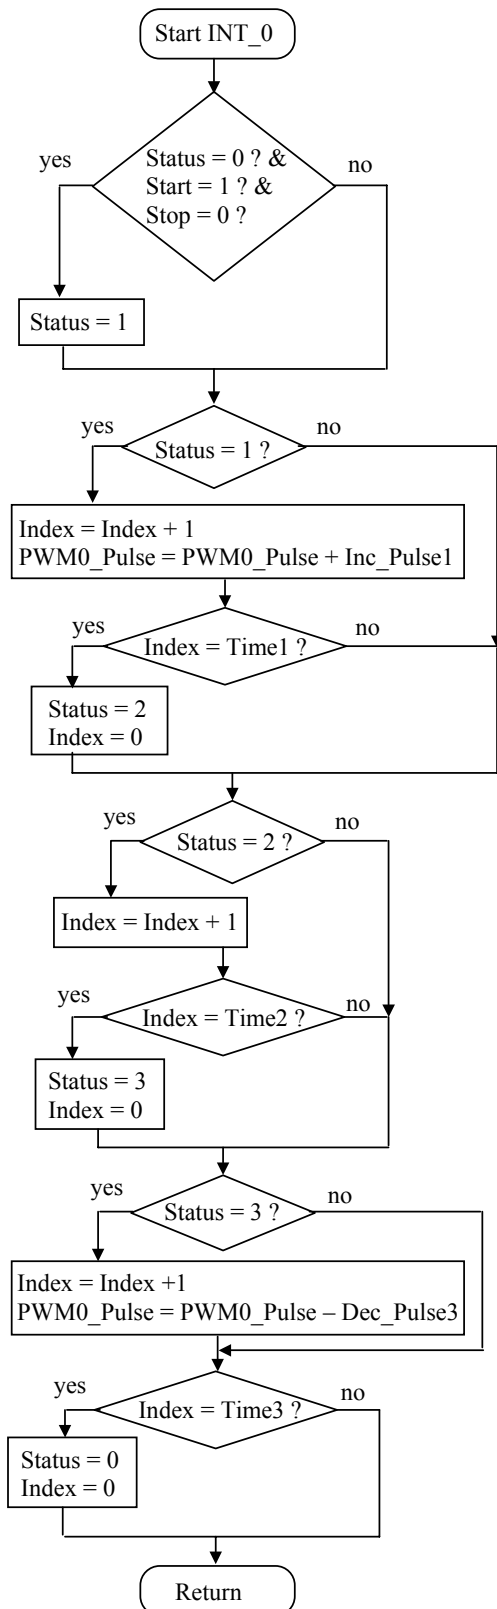 Start INT_0
yes
Status = 0 ? &
Start = 1 ? &
Stop = 0 ?
no
Status = 1
yes
Status = 1 ?
no
Index = Index + 1
PWM0_Pulse = PWM0_Pulse + Inc_Pulse1
yes
Index = Time1 ?
no
Status = 2
Index = 0
yes
Status = 2 ?
no
Index = Index + 1
yes
Index = Time2 ?
no
Status = 3
Index = 0
yes
Status = 3 ?
no
Index = Index +1
PWM0_Pulse = PWM0_Pulse – Dec_Pulse3
yes
Index = Time3 ?
no
Status = 0
Index = 0
Return